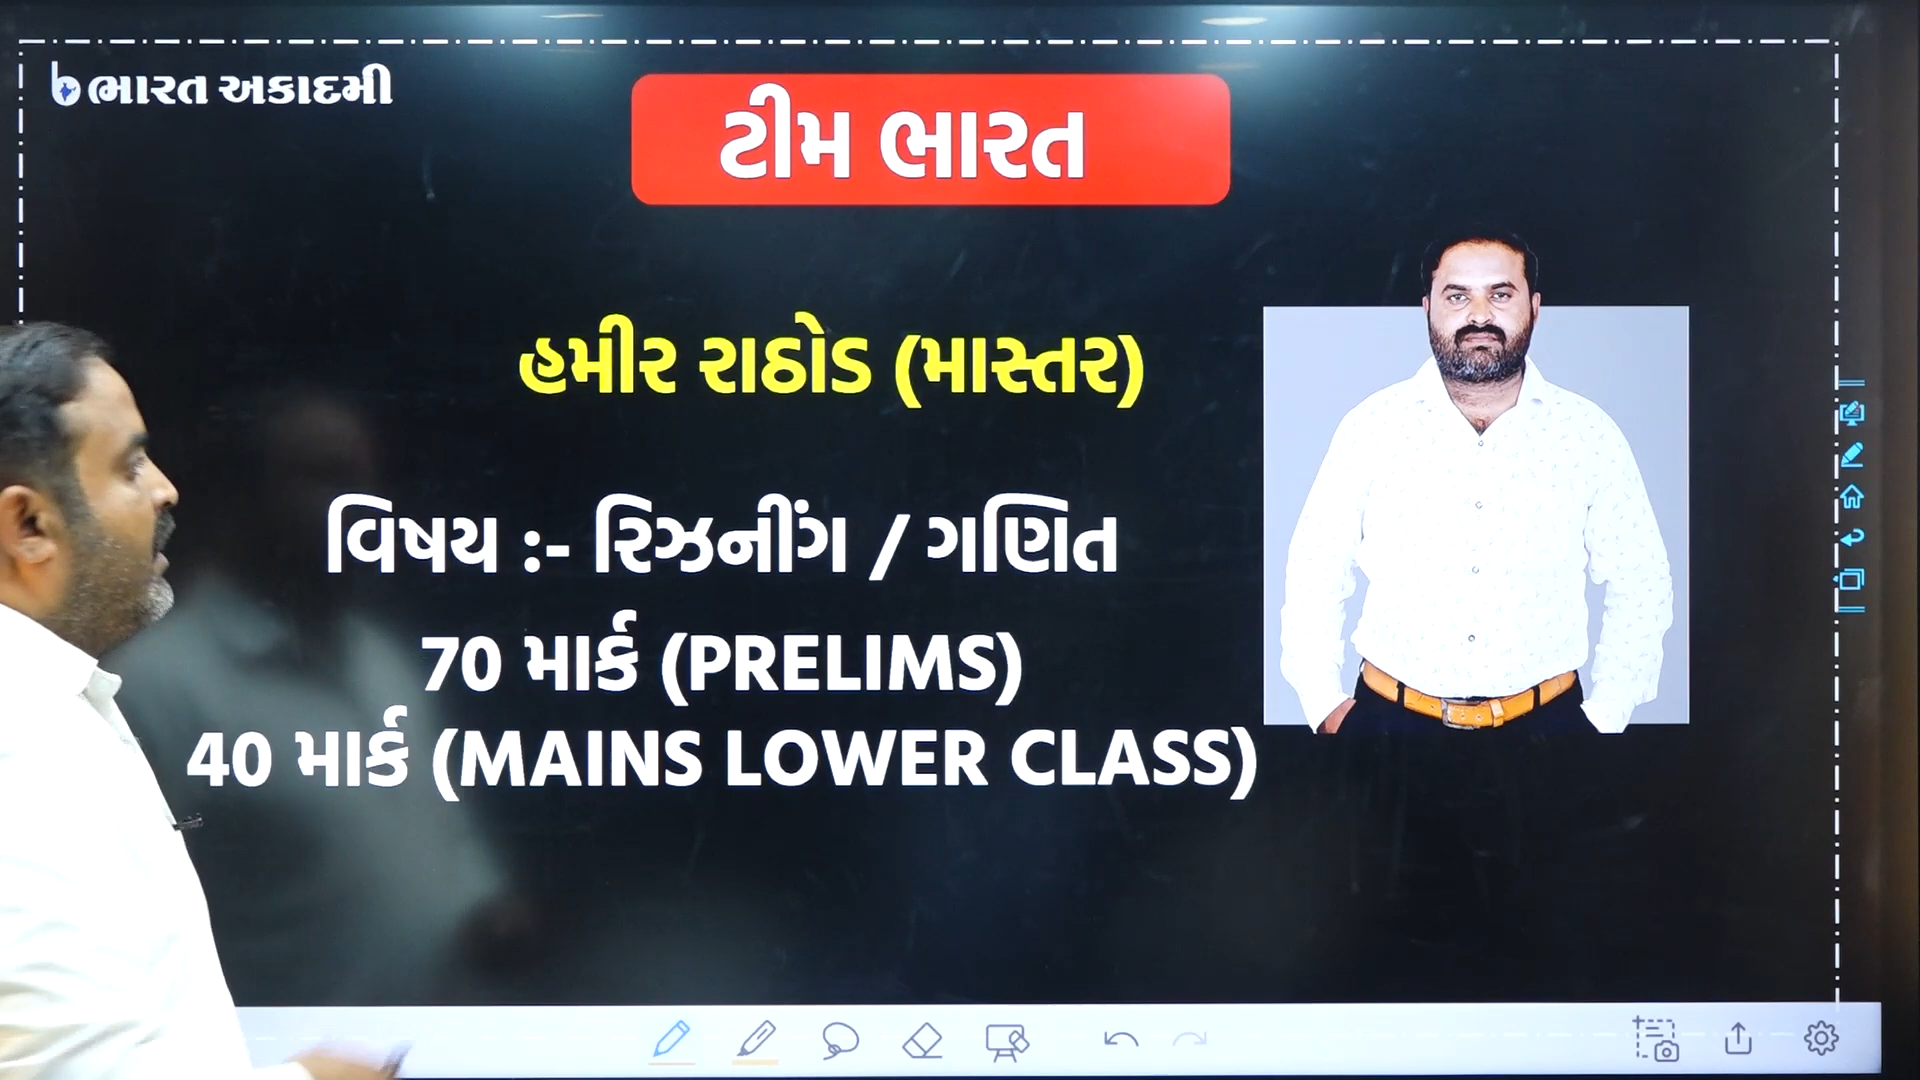 ભારત અકાદમી
ટીમ ભારત
હમીર રાઠોડ (માસ્તર)
વિષય :- રિઝનીંગ / ગણિત
70 માર્ક (PRELIMS)
40 માર્ક (MAINS LOWER CLASS)